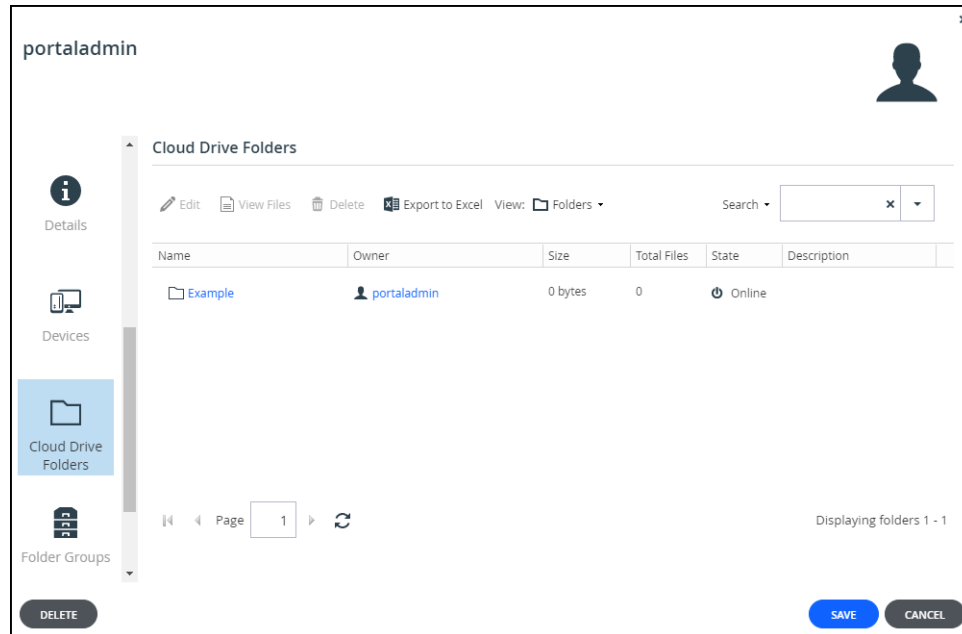 portaladmin
Cloud Drive Folders
Details
Edit View Files Delete Export to Excel View: Folders Search
Name Owner Size Total Files State Description
Example portaladmin 0 bytes 0 Online
Devices
Cloud Drive
Folders
Page 1 Displaying folders 1 - 1
Folder Groups
DELETE SAVE CANCEL